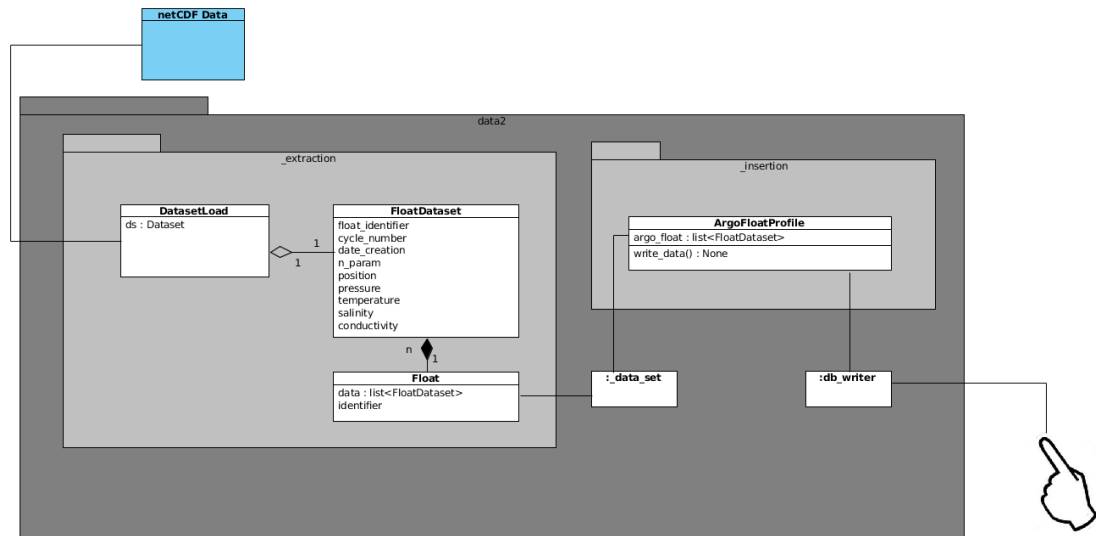 netCDF Data
data2
_extraction
_insertion
DatasetLoad
ds : Dataset
FloatDataset
float_identifier
cycle_number
date_creation
n_param
position
pressure
temperature
salinity
conductivity
1
1
n
1
Float
data : list<FloatDataset>
identifier
ArgoFloatProfile
argo_float : list<FloatDataset>
write_data() : None
:_data_set
:db_writer